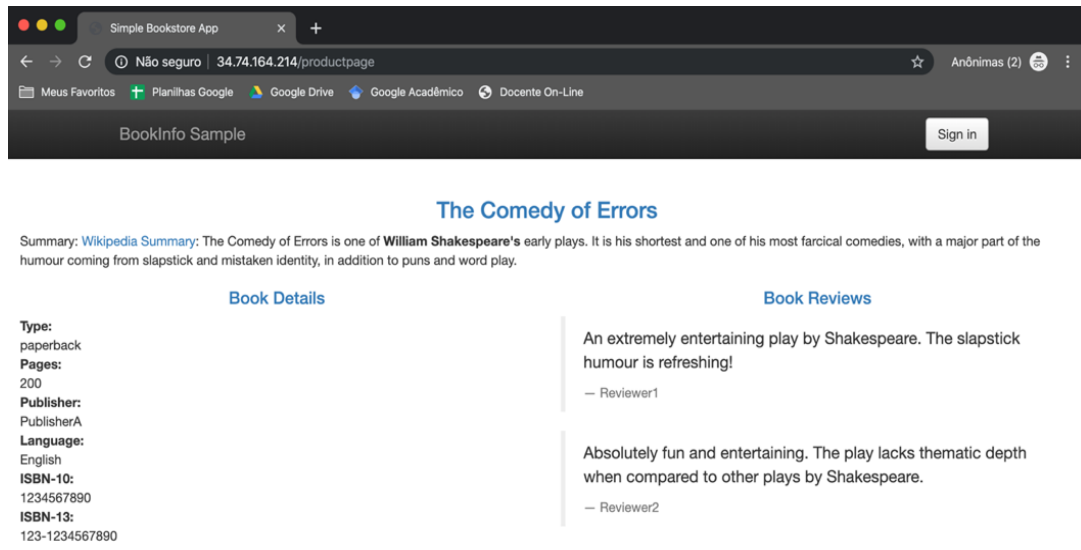 Simple Bookstore App
Não seguro | 34.74.164.214/productpage
Anônimas (2)
Meus Favoritos
Planilhas Google
Google Drive
Google Acadêmico
Docente On-Line
BookInfo Sample
Sign in
The Comedy of Errors
Summary: Wikipedia Summary: The Comedy of Errors is one of William Shakespeare's early plays. It is his shortest and one of his most farcical comedies, with a major part of the
humour coming from slapstick and mistaken identity, in addition to puns and word play.
Book Details
Type:
paperback
Pages:
200
Publisher:
PublisherA
Language:
English
ISBN-10:
1234567890
ISBN-13:
123-1234567890
Book Reviews
An extremely entertaining play by Shakespeare. The slapstick
humour is refreshing!
— Reviewer1
Absolutely fun and entertaining. The play lacks thematic depth
when compared to other plays by Shakespeare.
— Reviewer2